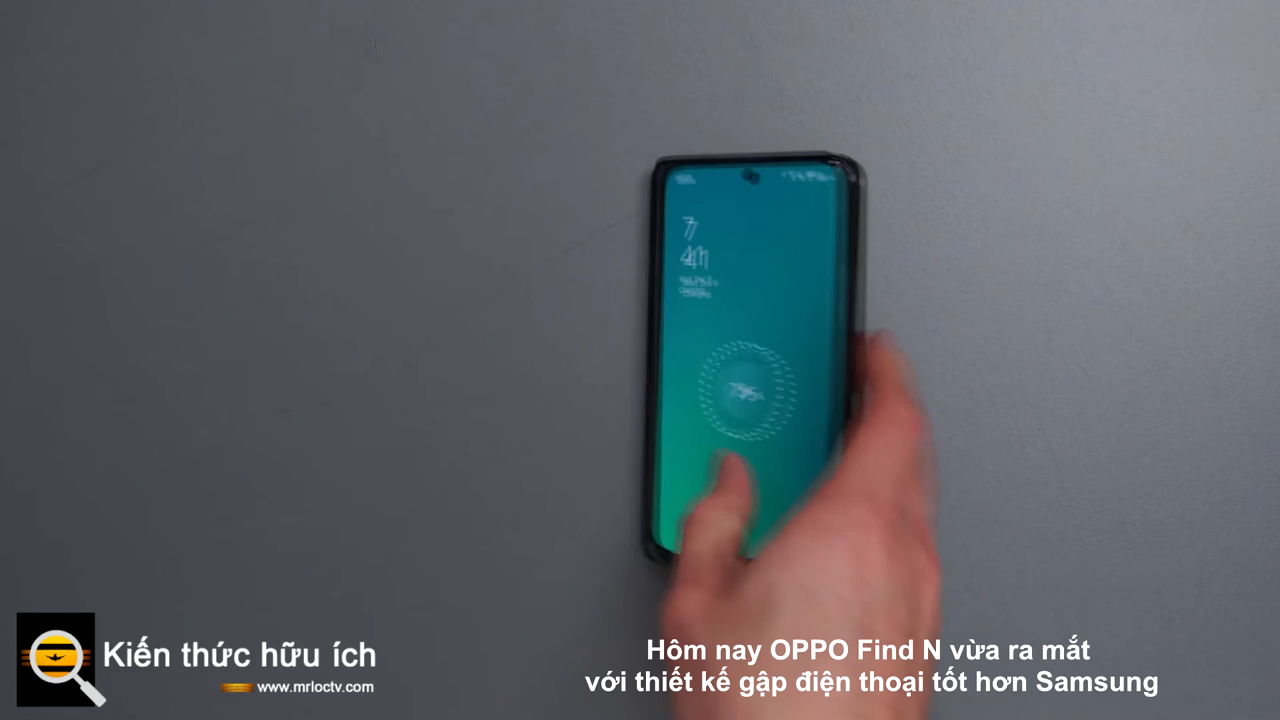 Kiến thức hữu ích
www.mrloctv.com
Hôm nay OPPO Find N vừa ra mắt
với thiết kế gập điện thoại tốt hơn Samsung